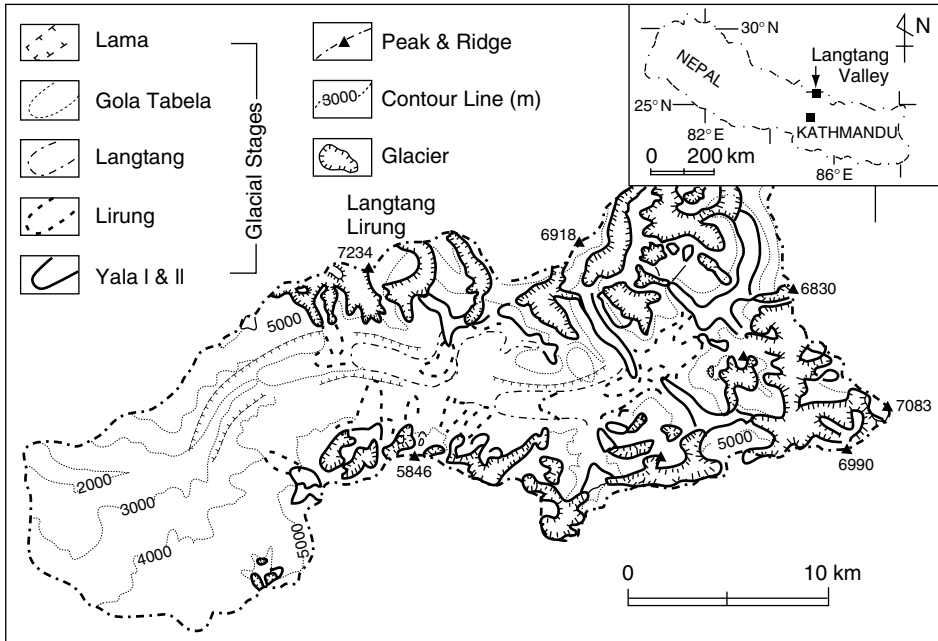 Lama
Gola Tabela
Langtang
Lirung
Yala I & II
Glacial Stages
Peak & Ridge
3000
Contour Line (m)
Glacier
30°N
N
NEPAL
Langtang
Valley
25°N
KATHMANDU
82°E
86°E
0 200 km
Langtang
Lirung
7234
6918
6830
5000
7083
5000
6990
5846
2000
3000
4000
5000
0 10 km